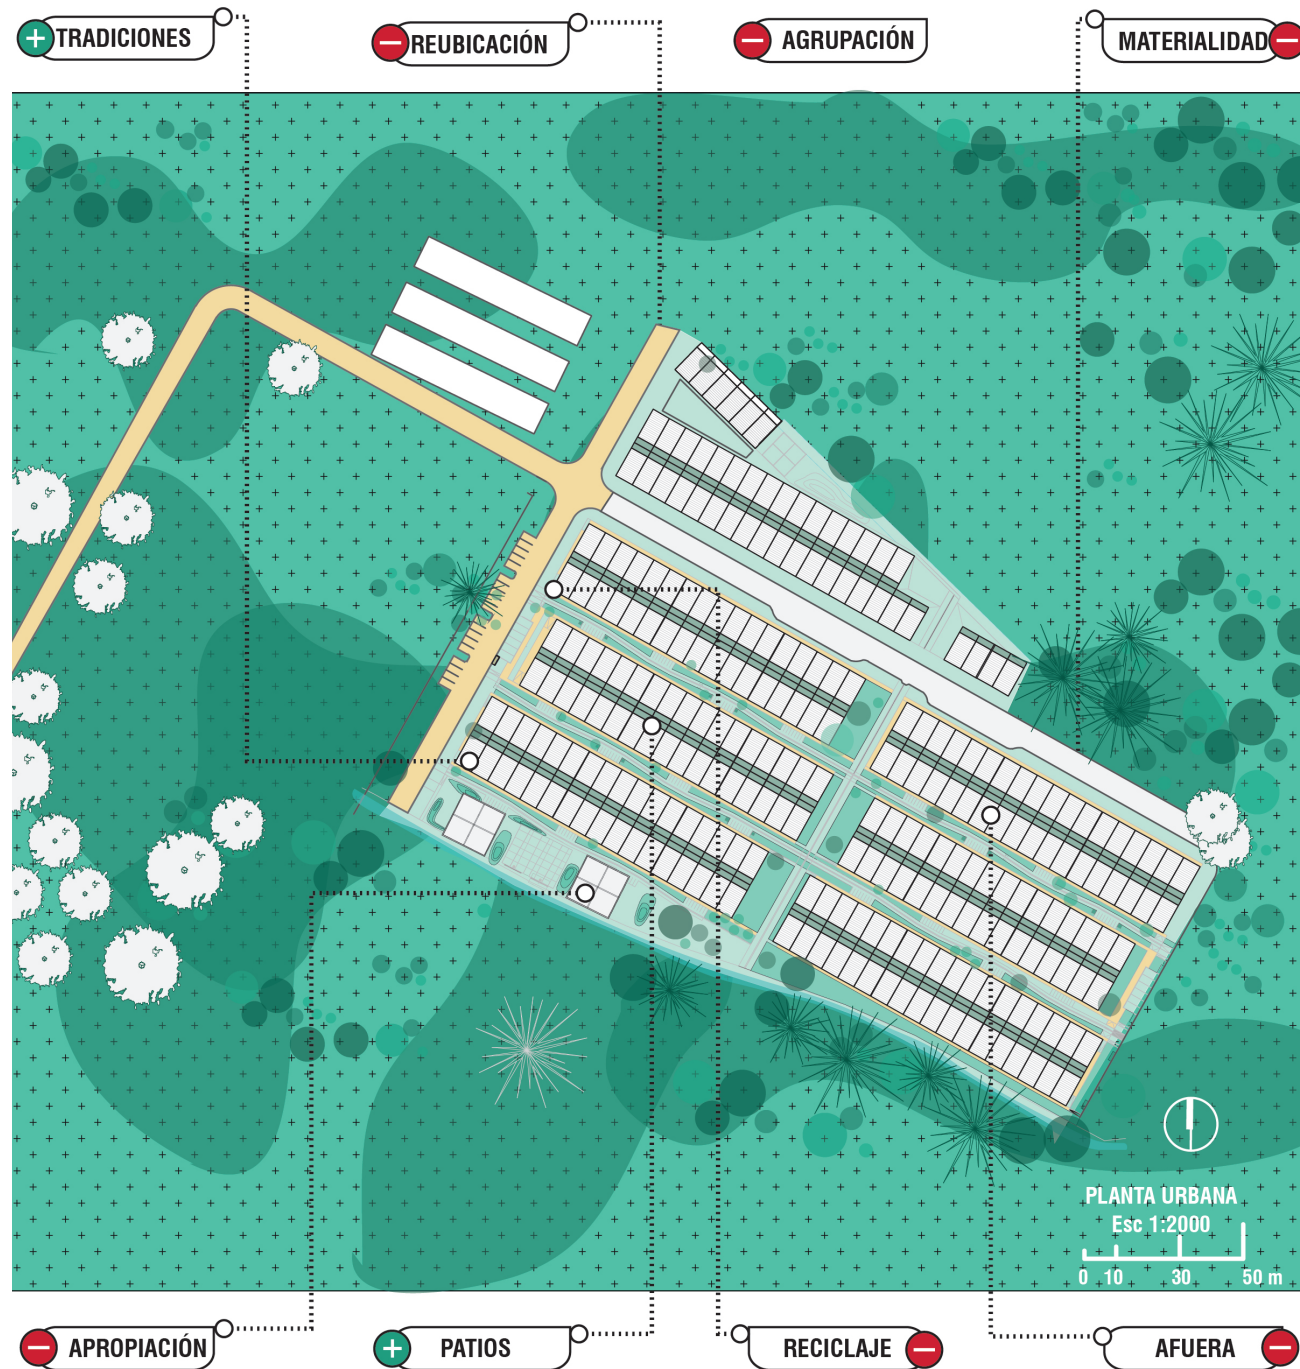 TRADICIONES
REUBICACIÓN
AGRUPACIÓN
MATERIALIDAD
PLANTA URBANA
Esc 1:2000
0 10 30 50 m
APROPIACIÓN
PATIOS
RECICLAJE
AFUERA